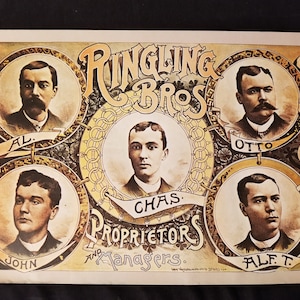 RINGLING
BROS
AL.
OTTO
CHAS.
JOHN
ALF. T.
PROPRIETORS
AND
Managers.